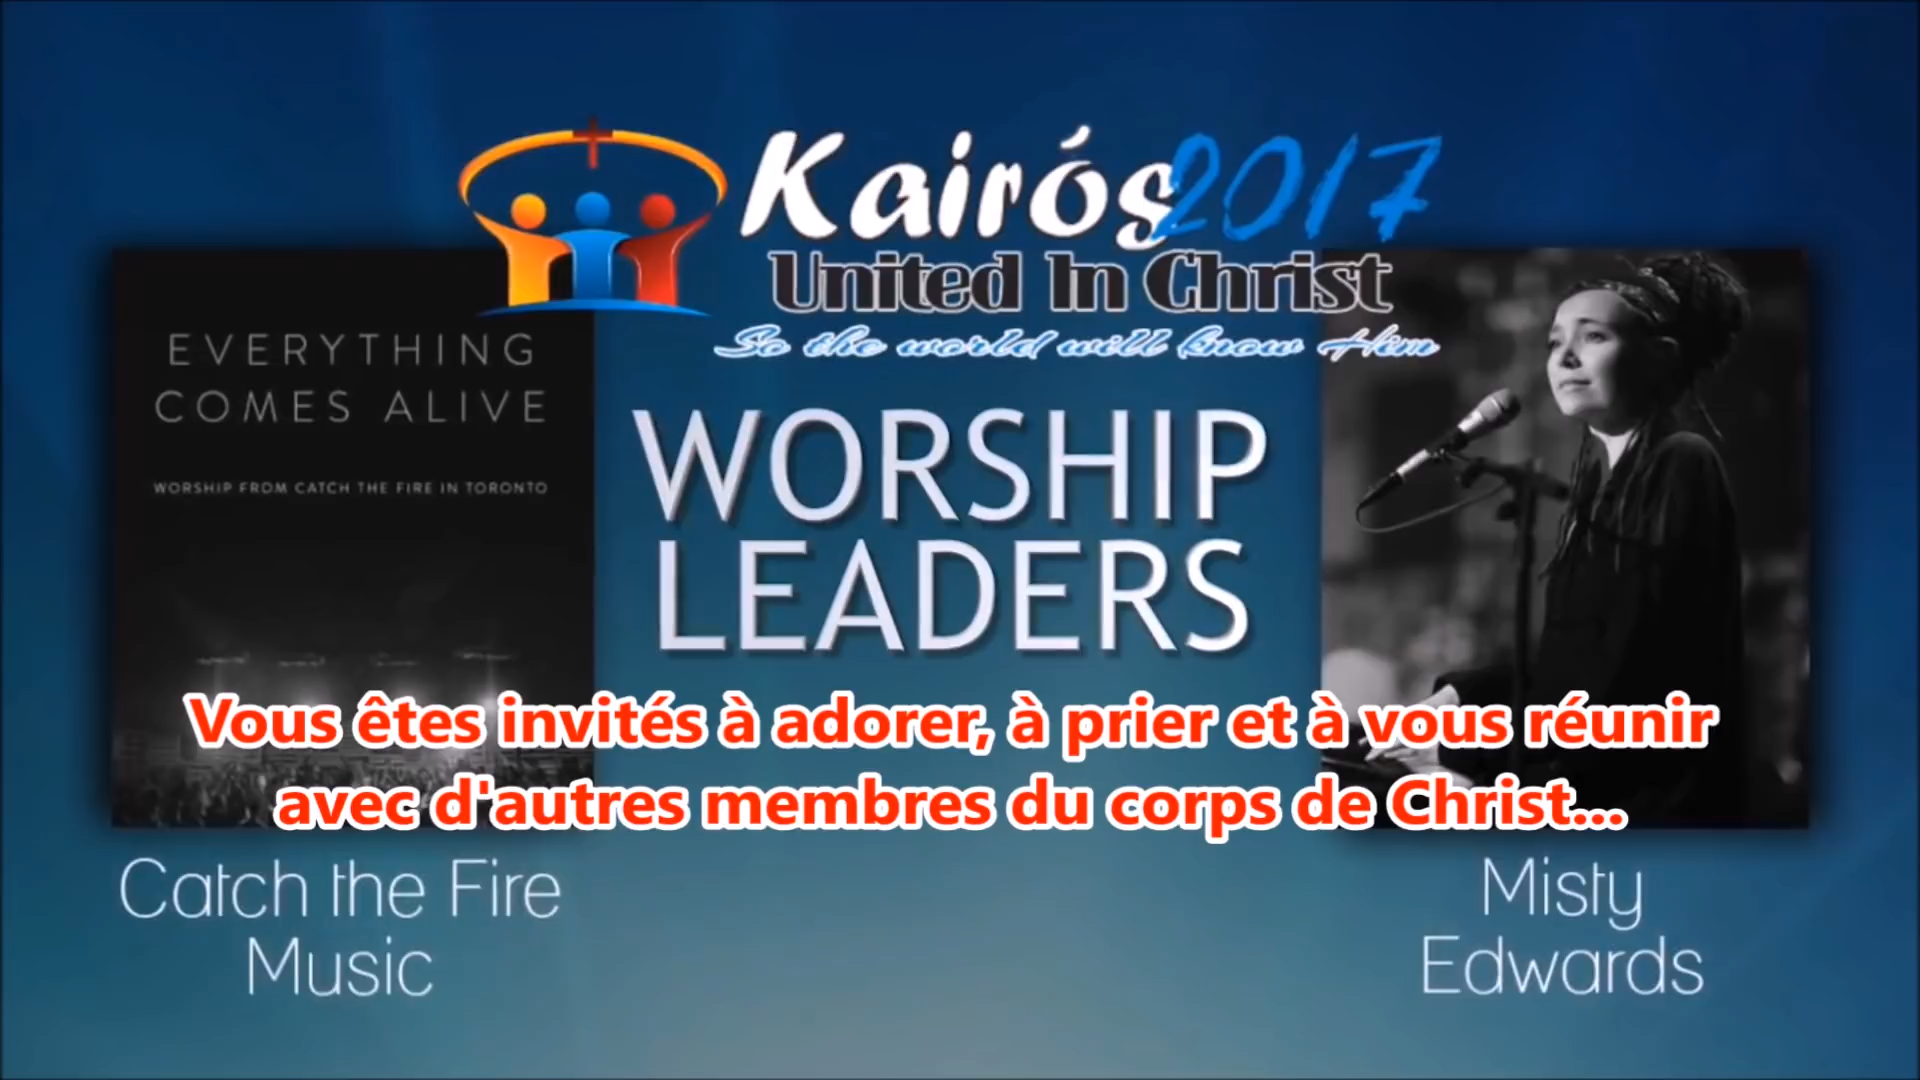 Kairós 2017
United In Christ
So the world will know Him
EVERYTHING
COMES ALIVE
WORSHIP FROM CATCH THE FIRE IN TORONTO
WORSHIP
LEADERS
Vous êtes invités à adorer, à prier et à vous réunir
avec d'autres membres du corps de Christ...
Catch the Fire
Music
Misty
Edwards